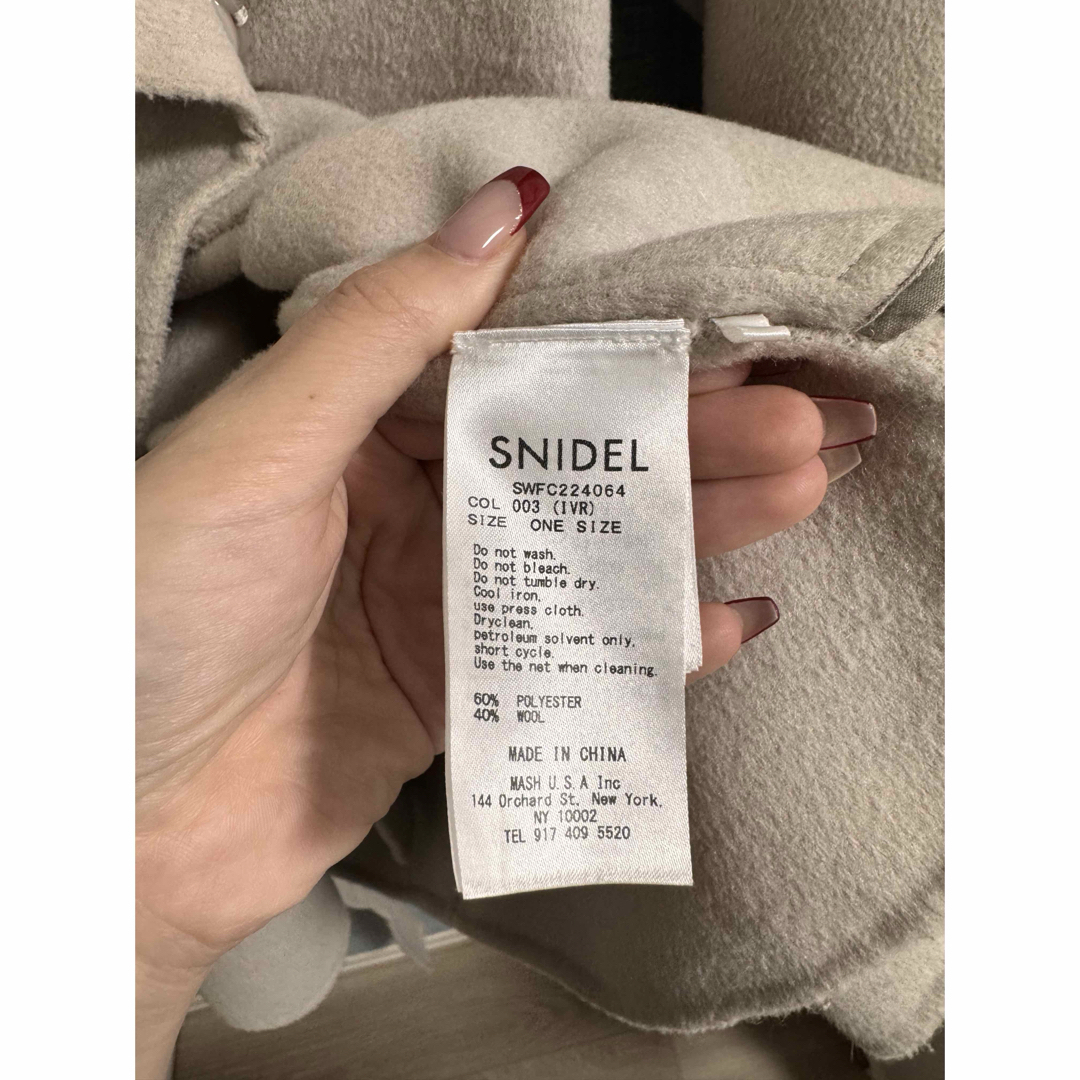 SNIDEL
SWFC224064
COL 003 (IVR)
SIZE ONE SIZE
Do not wash.
Do not bleach.
Do not tumble dry.
Cool iron,
use press cloth.
Dryclean,
petroleum solvent only,
short cycle.
Use the net when cleaning.
60% POLYESTER
40% WOOL
MADE IN CHINA
MASH U.S.A Inc
144 Orchard St. New York,
NY 10002
TEL 917 409 5520